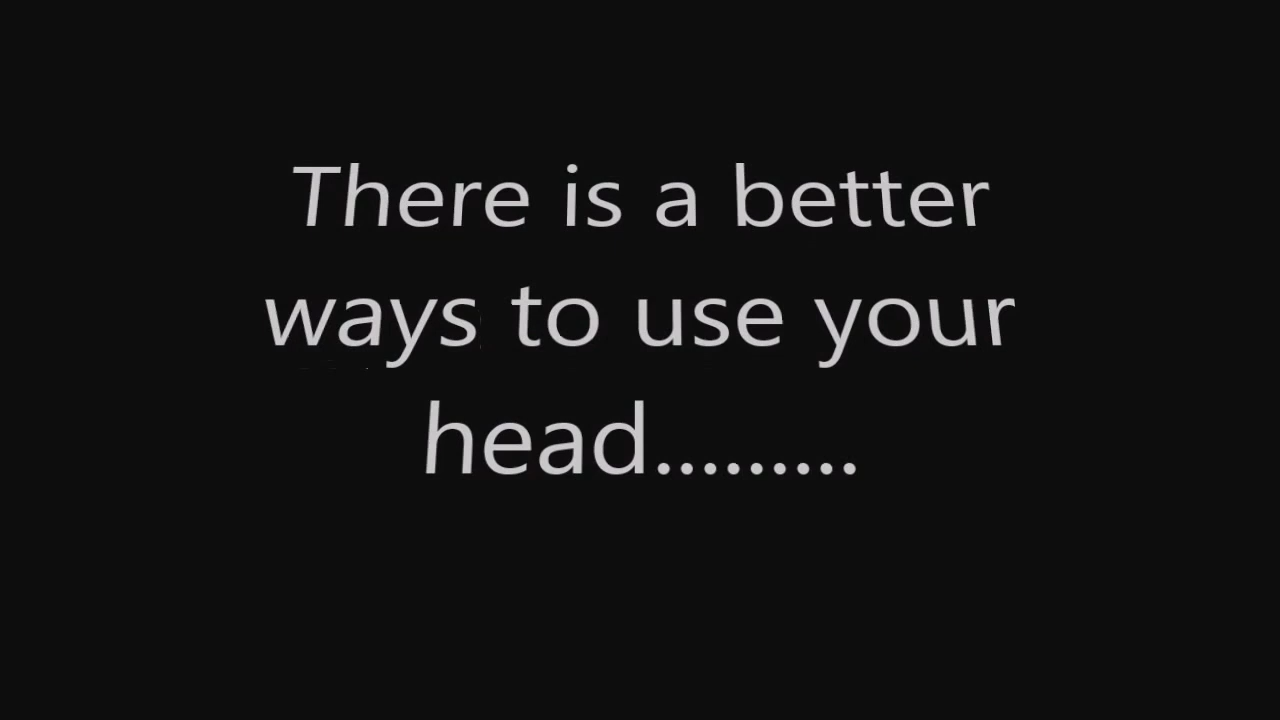 There is a better
ways to use your
head.........